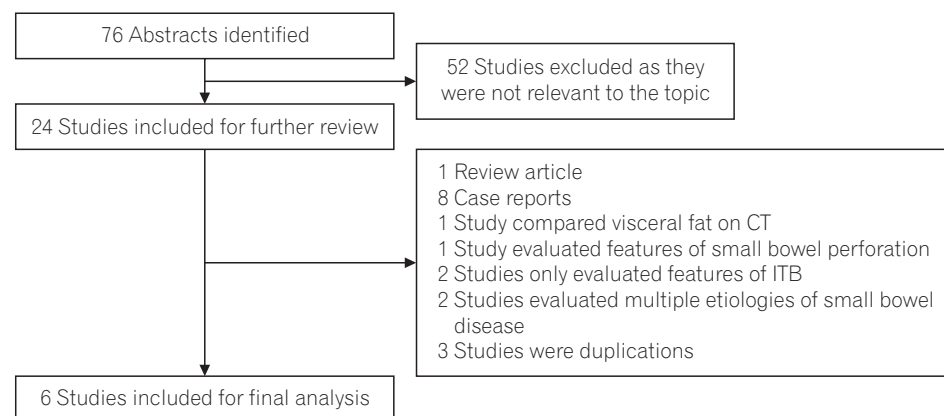 76 Abstracts identified
52 Studies excluded as they
were not relevant to the topic
24 Studies included for further review
1 Review article
8 Case reports
1 Study compared visceral fat on CT
1 Study evaluated features of small bowel perforation
2 Studies only evaluated features of ITB
2 Studies evaluated multiple etiologies of small bowel
disease
3 Studies were duplications
6 Studies included for final analysis